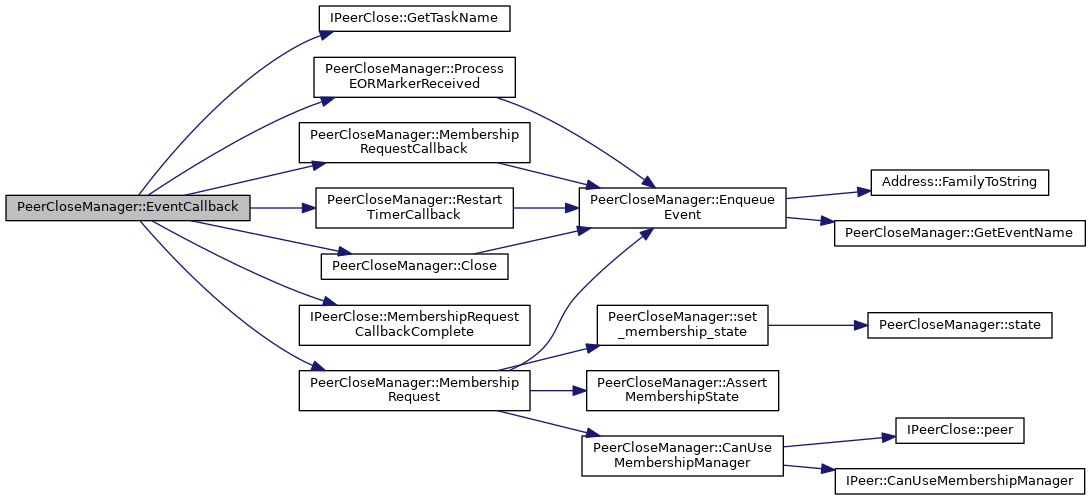 IPeerClose::GetTaskName
PeerCloseManager::Process
EORMarkerReceived
PeerCloseManager::Membership
RequestCallback
Address::FamilyToString
PeerCloseManager::EventCallback
PeerCloseManager::Restart
TimerCallback
PeerCloseManager::Enqueue
Event
PeerCloseManager::GetEventName
PeerCloseManager::Close
IPeerClose::MembershipRequest
CallbackComplete
PeerCloseManager::set
_membership_state
PeerCloseManager::state
PeerCloseManager::Membership
Request
PeerCloseManager::Assert
MembershipState
IPeerClose::peer
PeerCloseManager::CanUse
MembershipManager
IPeer::CanUseMembershipManager